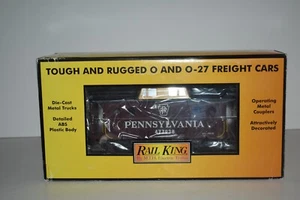 TOUGH AND RUGGED O AND O-27 FREIGHT CARS
Die-Cast
Metal Trucks
Detailed
ABS
Plastic Body
Operating
Metal
Couplers
Attractively
Decorated
PENNSYLVANIA
RAIL KING